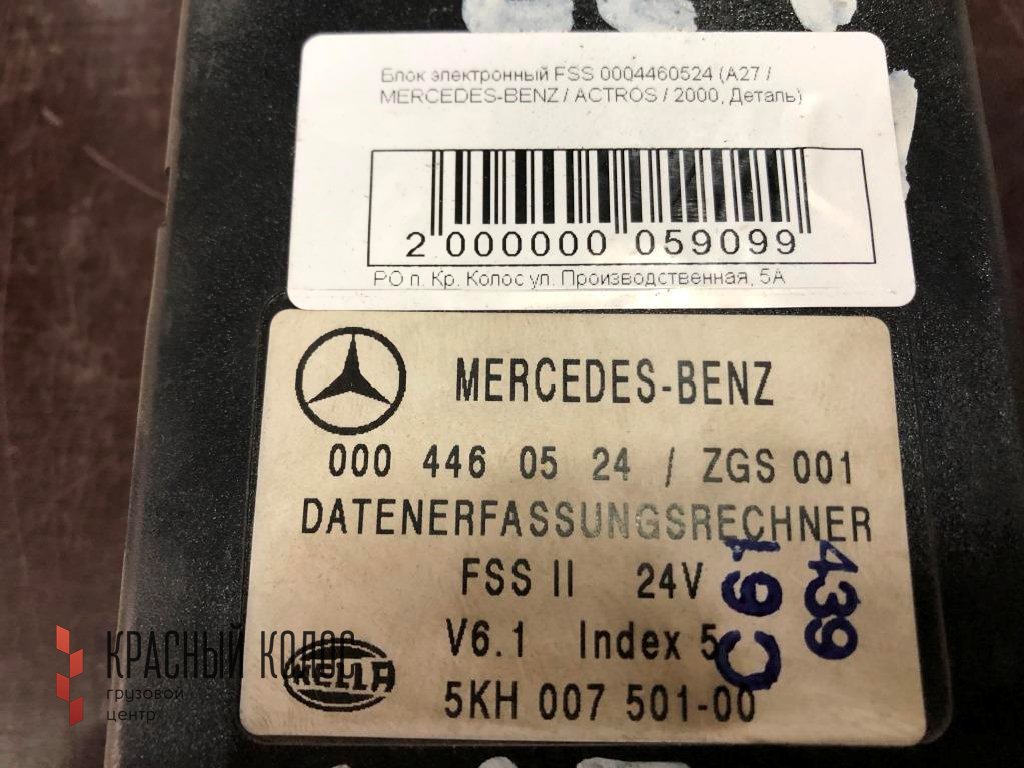 Блок электронный FSS 0004460524 (A27 /
MERCEDES-BENZ / ACTROS / 2000, Деталь)
2 000000 059099
РО п. Кр. Колос ул. Производственная, 5А
MERCEDES-BENZ
000 446 05 24 / ZGS 001
DATENERFASSUNGSRECHNER
FSS II 24V
V6.1 Index 5
HELLA
5KH 007 501-00
439
КРАСНЫЙ КОЛОС
грузовой
центр